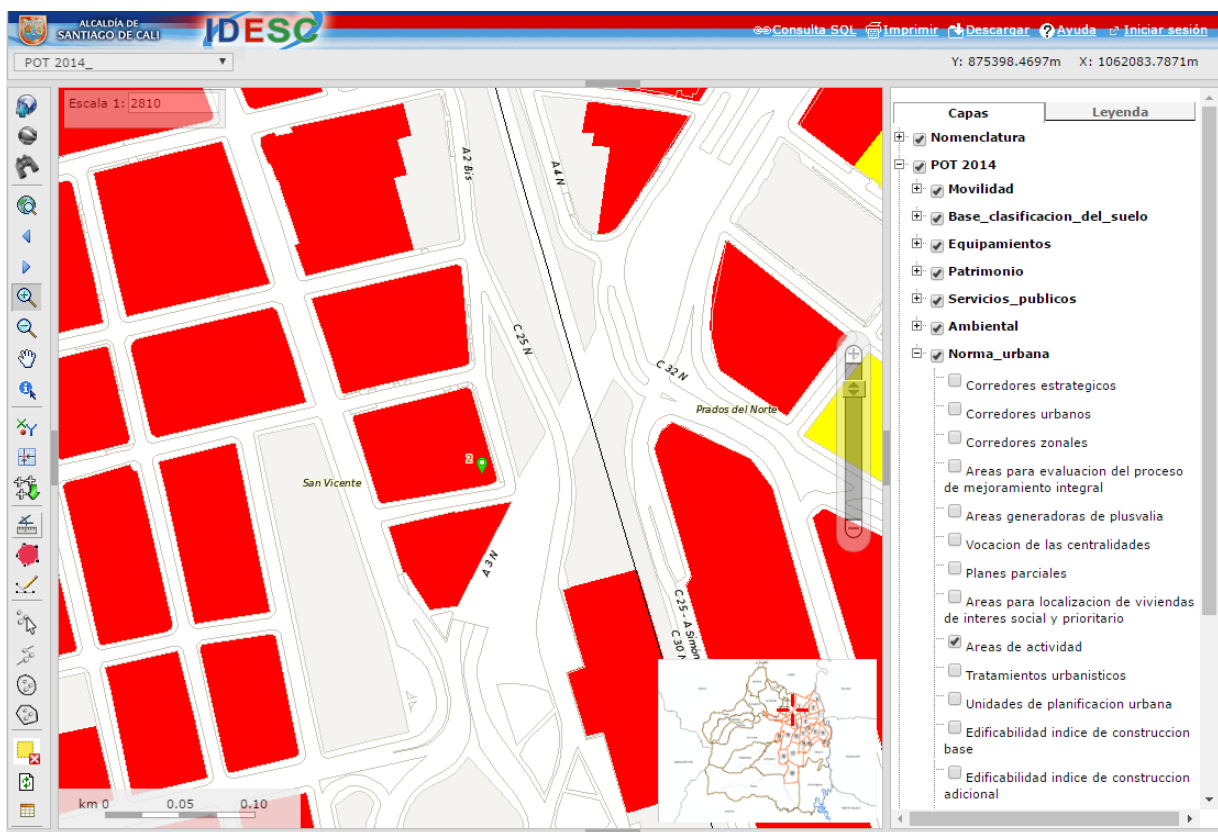 ALCALDÍA DE
SANTIAGO DE CALI
IDESC
Consulta SQL Imprimir Descargar Ayuda Iniciar sesión
POT 2014_
Y: 875398.4697m X: 1062083.7871m
Escala 1: 2810
A2 Bis
A4 N
C 25 N
C 32 N
Prados del Norte
2
San Vicente
A 3 N
C 25 - A Simón
C 30 N
km 0 0.05 0.10
Capas Leyenda
Nomenclatura
POT 2014
Movilidad
Base_clasificacion_del_suelo
Equipamientos
Patrimonio
Servicios_publicos
Ambiental
Norma_urbana
Corredores estrategicos
Corredores urbanos
Corredores zonales
Areas para evaluacion del proceso
de mejoramiento integral
Areas generadoras de plusvalia
Vocacion de las centralidades
Planes parciales
Areas para localizacion de viviendas
de interes social y prioritario
Areas de actividad
Tratamientos urbanisticos
Unidades de planificacion urbana
Edificabilidad indice de construccion
base
Edificabilidad indice de construccion
adicional